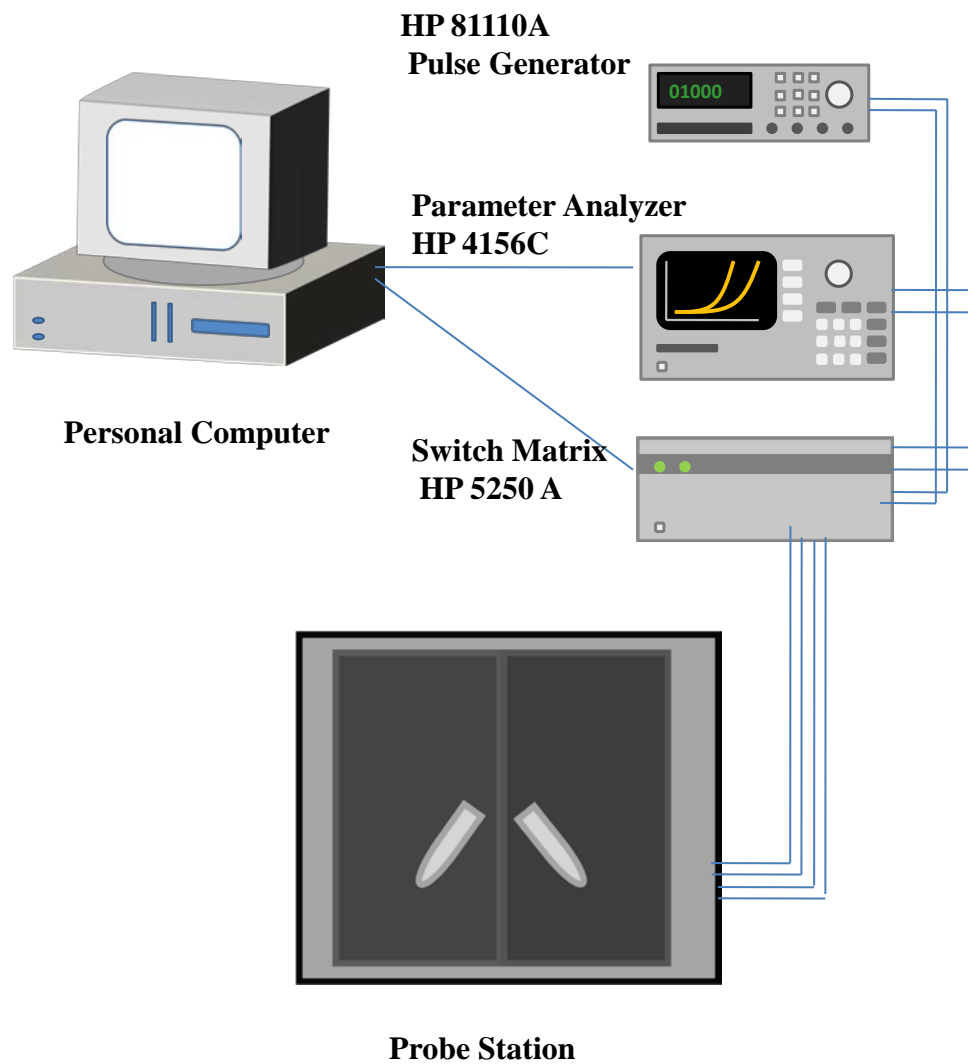 HP 81110A
Pulse Generator
01000
Parameter Analyzer
HP 4156C
Personal Computer
Switch Matrix
HP 5250 A
Probe Station